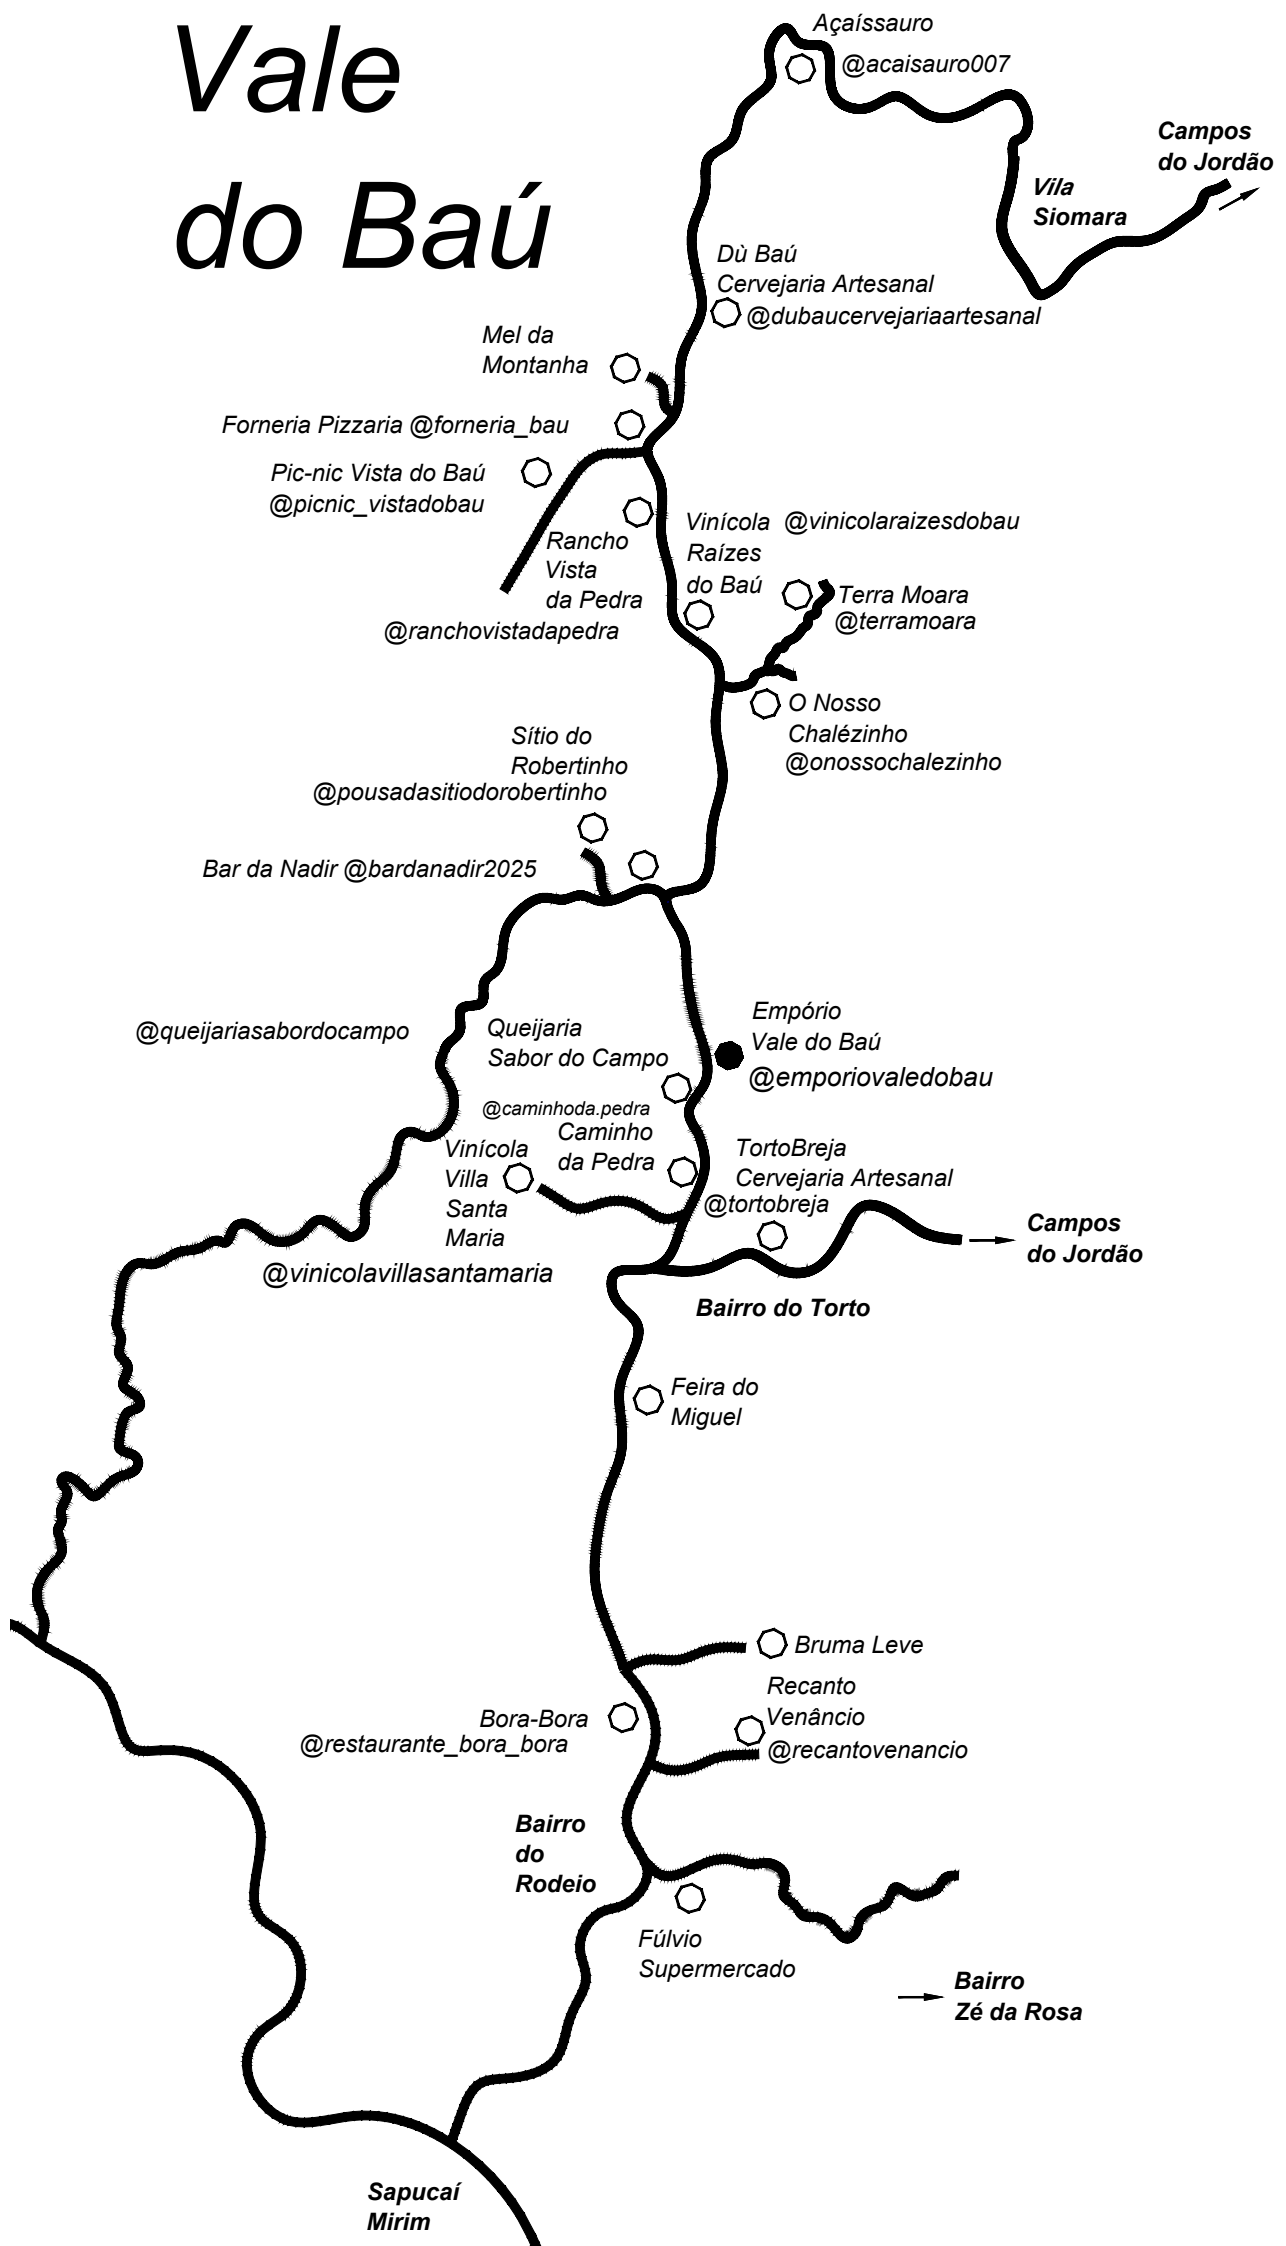 Vale
do Baú
Açaíssauro
@acaisauro007
Campos
do Jordão
Vila
Siomara
Dù Baú
Cervejaria Artesanal
@dubaucervejariaartesanal
Mel da
Montanha
Forneria Pizzaria @forneria_bau
Pic-nic Vista do Baú
@picnic_vistadobau
Rancho
Vista
da Pedra
@ranchovistadapedra
Vinícola @vinicolaraizesdobau
Raízes
do Baú
Terra Moara
@terramoara
O Nosso
Chalézinho
@onossochalezinho
Sítio do
Robertinho
@pousadasitiodorobertinho
Bar da Nadir @bardanadir2025
@queijariasabordocampo
Queijaria
Sabor do Campo
Empório
Vale do Baú
@emporiovaledobau
@caminhoda.pedra
Caminho
da Pedra
Vinícola
Villa
Santa
Maria
@vinicolavillasantamaria
TortoBreja
Cervejaria Artesanal
@tortobreja
Campos
do Jordão
Bairro do Torto
Feira do
Miguel
Bruma Leve
Recanto
Venâncio
@recantovenancio
Bora-Bora
@restaurante_bora_bora
Bairro
do
Rodeio
Fúlvio
Supermercado
Bairro
Zé da Rosa
Sapucaí
Mirim